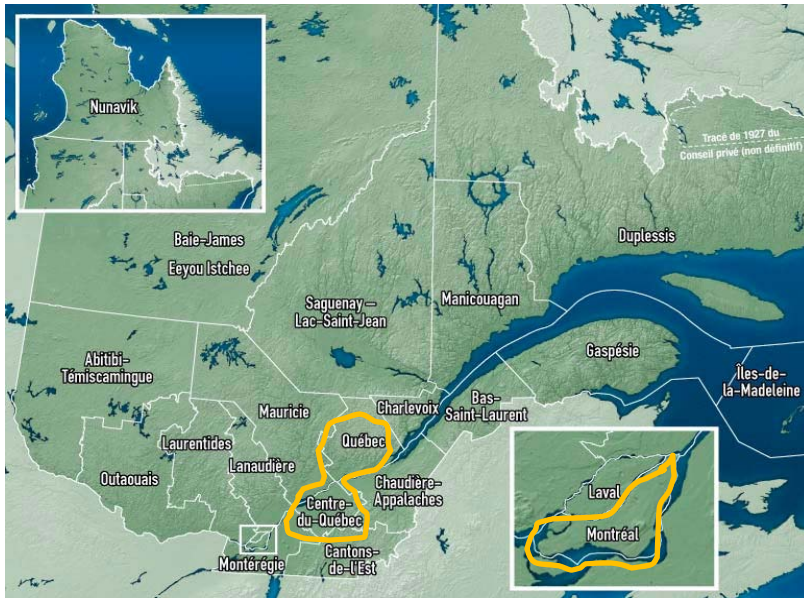 Nunavik
Tracé de 1927 du
Conseil privé (non définitif)
Baie-James
Eeyou Istchee
Duplessis
Saguenay –
Lac-Saint-Jean
Manicouagan
Gaspésie
Abitibi-
Témiscamingue
Îles-de-
la-Madeleine
Mauricie
Charlevoix
Bas-
Saint-Laurent
Laurentides
Québec
Outaouais
Lanaudière
Chaudière-
Appalaches
Centre-
du-Québec
Cantons-
de-l'Est
Montérégie
Laval
Montréal